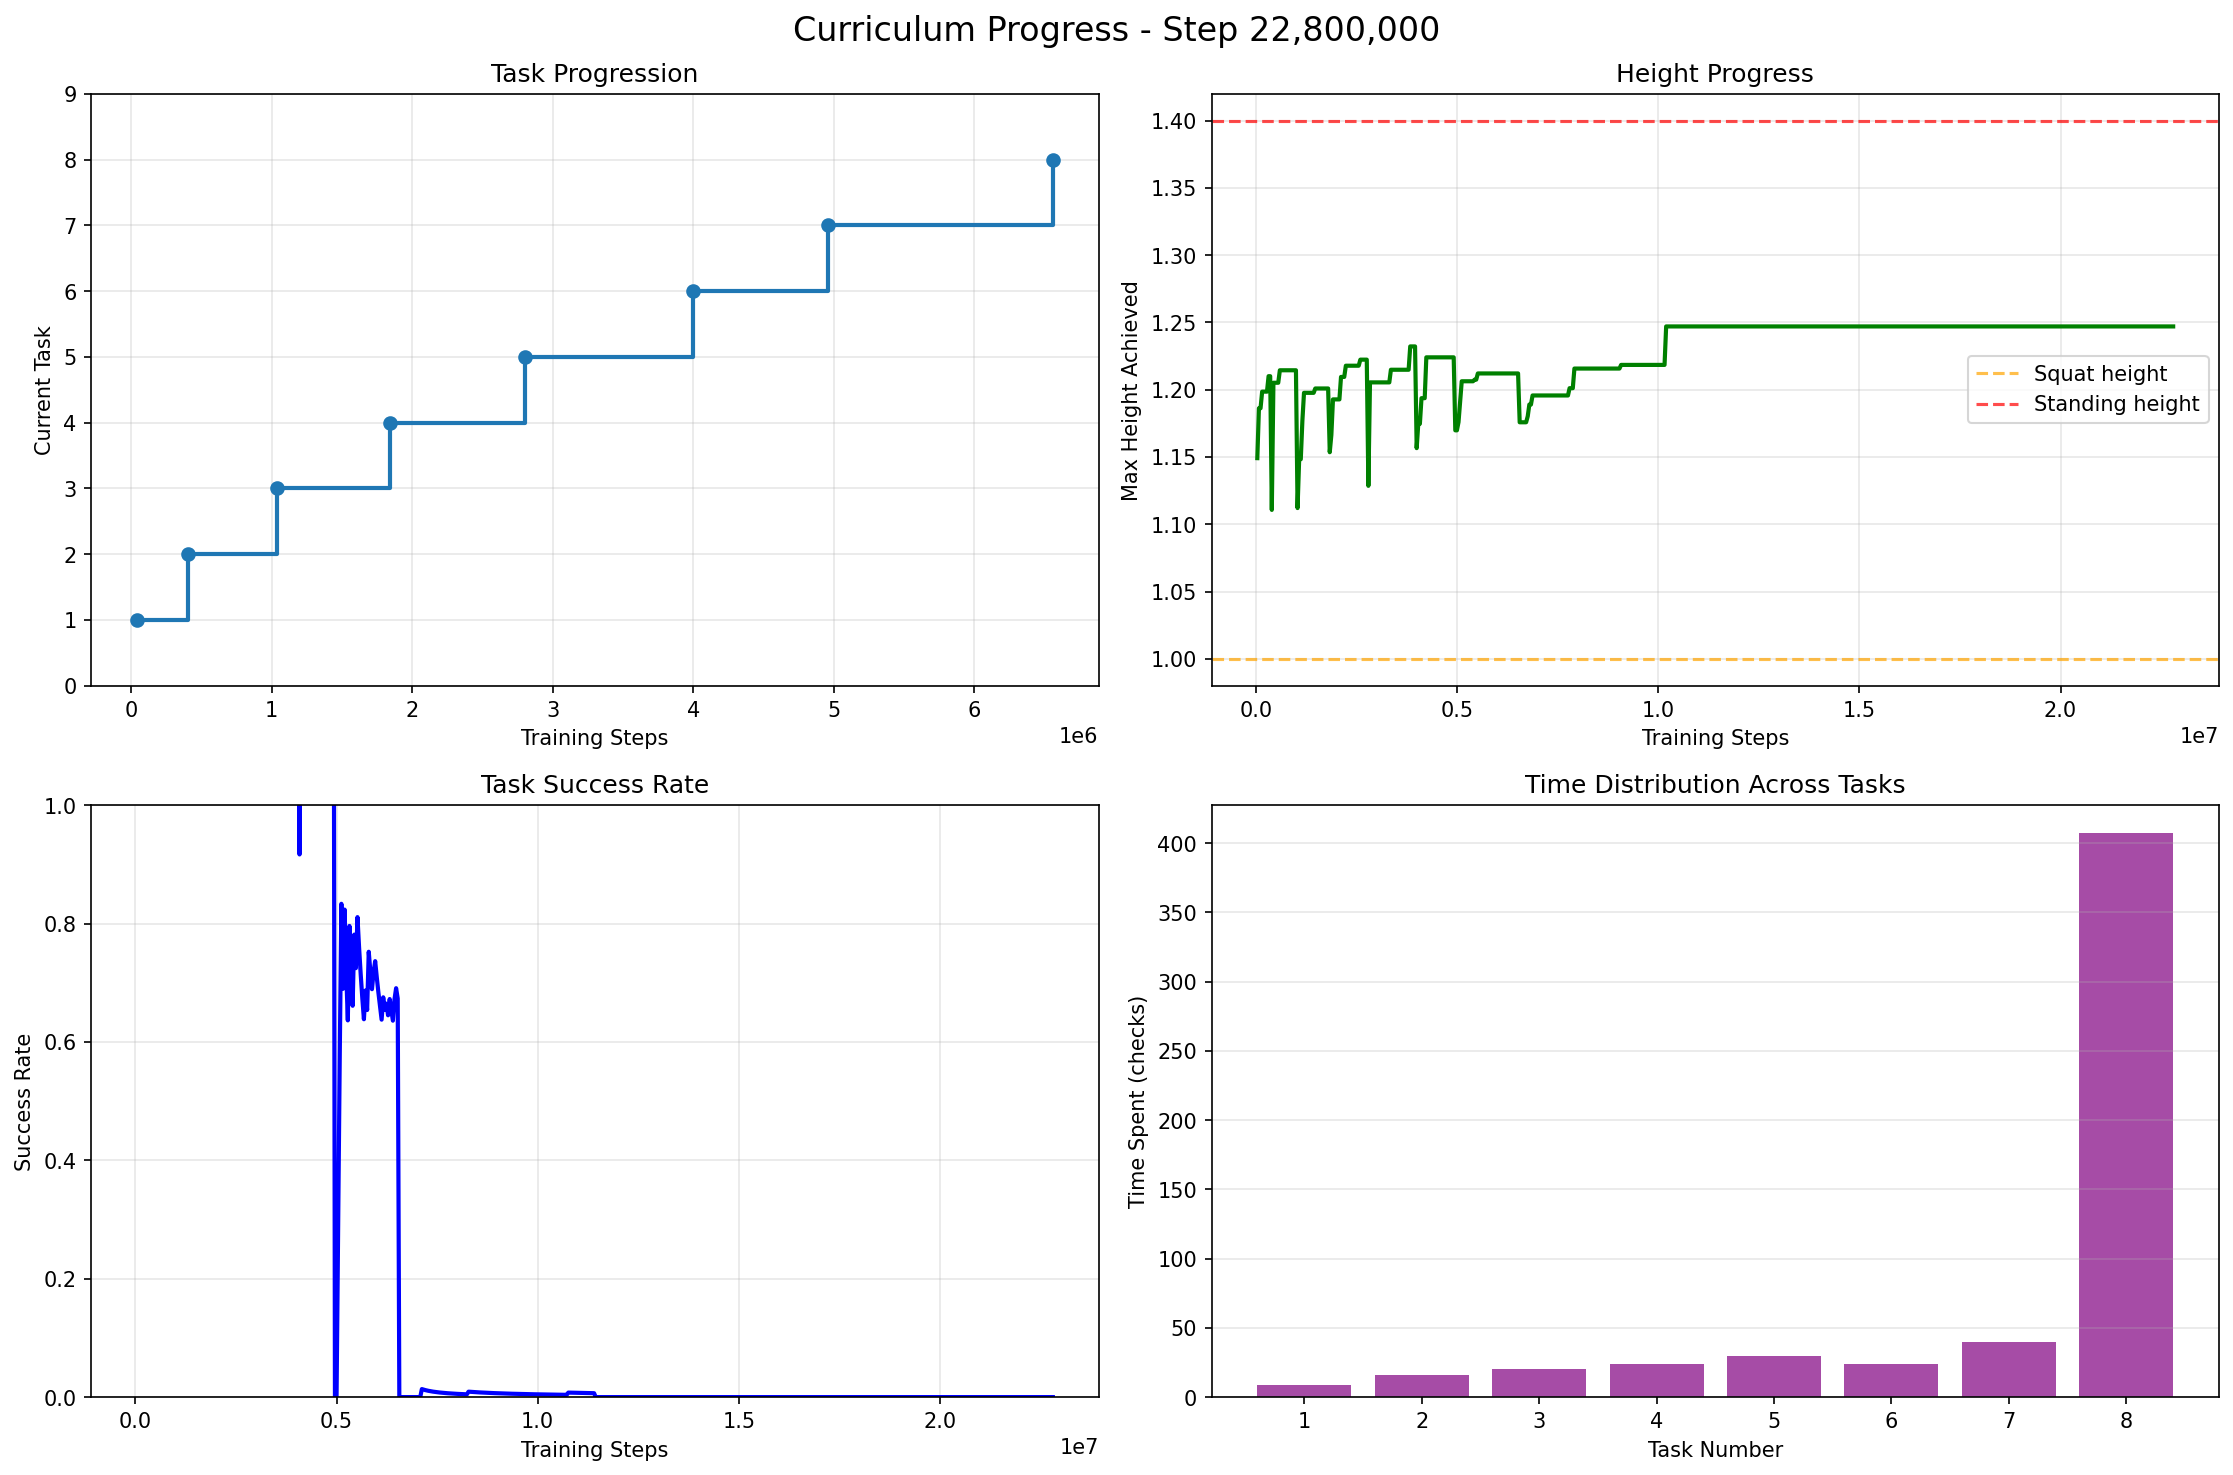 Curriculum Progress - Step 22,800,000
Task Progression
9
8
7
6
5
4
3
2
1
0
Current Task
0 1 2 3 4 5 6
1e6
Training Steps
Height Progress
1.40
1.35
1.30
1.25
1.20
1.15
1.10
1.05
1.00
Max Height Achieved
Squat height
Standing height
0.0 0.5 1.0 1.5 2.0
1e7
Training Steps
Task Success Rate
1.0
0.8
0.6
0.4
0.2
0.0
Success Rate
0.0 0.5 1.0 1.5 2.0
1e7
Training Steps
Time Distribution Across Tasks
400
350
300
250
200
150
100
50
0
Time Spent (checks)
1 2 3 4 5 6 7 8
Task Number